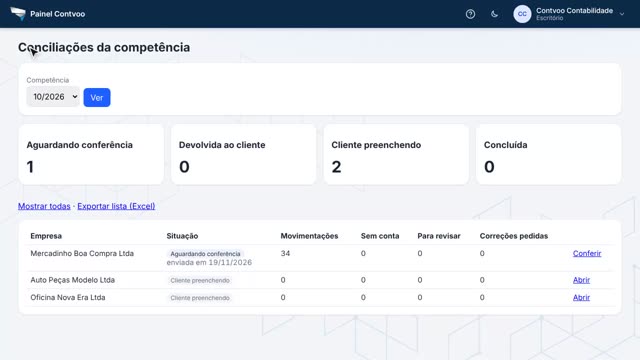 Painel Contvoo
CC
Contvoo Contabilidade
Escritório
Conciliações da competência
Competência
10/2026
Ver
Aguardando conferência
1
Devolvida ao cliente
0
Cliente preenchendo
2
Concluída
0
Mostrar todas · Exportar lista (Excel)
Empresa Situação Movimentações Sem conta Para revisar Correções pedidas
Mercadinho Boa Compra Ltda Aguardando conferência 34 0 0 0 Conferir
enviada em 19/11/2026
Auto Peças Modelo Ltda Cliente preenchendo 0 0 0 0 Abrir
Oficina Nova Era Ltda Cliente preenchendo 0 0 0 0 Abrir